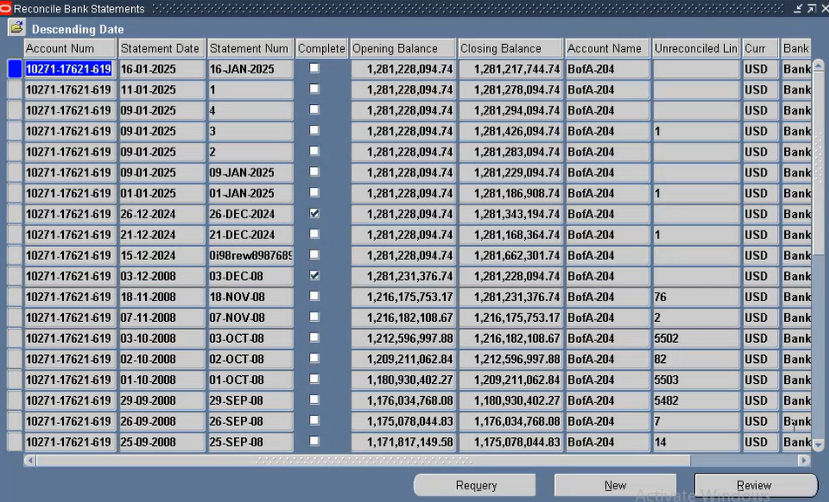 Reconcile Bank Statements
Descending Date
Account Num Statement Date Statement Num Complete Opening Balance Closing Balance Account Name Unreconciled Lin Curr Bank
10271-17621-619 16-01-2025 16-JAN-2025 1,281,228,094.74 1,281,217,744.74 BofA-204 USD Bank
10271-17621-619 11-01-2025 1 1,281,228,094.74 1,281,278,094.74 BofA-204 USD Bank
10271-17621-619 09-01-2025 4 1,281,228,094.74 1,281,294,094.74 BofA-204 USD Bank
10271-17621-619 09-01-2025 3 1,281,228,094.74 1,281,426,094.74 BofA-204 1 USD Bank
10271-17621-619 09-01-2025 2 1,281,228,094.74 1,281,283,094.74 BofA-204 USD Bank
10271-17621-619 09-01-2025 09-JAN-2025 1,281,228,094.74 1,281,229,094.74 BofA-204 USD Bank
10271-17621-619 01-01-2025 01-JAN-2025 1,281,228,094.74 1,281,186,908.74 BofA-204 1 USD Bank
10271-17621-619 26-12-2024 26-DEC-2024 1,281,228,094.74 1,281,343,194.74 BofA-204 USD Bank
10271-17621-619 21-12-2024 21-DEC-2024 1,281,228,094.74 1,281,168,364.74 BofA-204 1 USD Bank
10271-17621-619 15-12-2024 0i98rew8987689 1,281,228,094.74 1,281,662,301.74 BofA-204 USD Bank
10271-17621-619 03-12-2008 03-DEC-08 1,281,231,376.74 1,281,228,094.74 BofA-204 USD Bank
10271-17621-619 18-11-2008 18-NOV-08 1,216,175,753.17 1,281,231,376.74 BofA-204 76 USD Bank
10271-17621-619 07-11-2008 07-NOV-08 1,216,182,108.67 1,216,175,753.17 BofA-204 2 USD Bank
10271-17621-619 03-10-2008 03-OCT-08 1,212,596,997.88 1,216,182,108.67 BofA-204 5502 USD Bank
10271-17621-619 02-10-2008 02-OCT-08 1,209,211,062.84 1,212,596,997.88 BofA-204 82 USD Bank
10271-17621-619 01-10-2008 01-OCT-08 1,180,930,402.27 1,209,211,062.84 BofA-204 5503 USD Bank
10271-17621-619 29-09-2008 29-SEP-08 1,176,034,768.08 1,180,930,402.27 BofA-204 5482 USD Bank
10271-17621-619 26-09-2008 26-SEP-08 1,175,078,044.83 1,176,034,768.08 BofA-204 7 USD Bank
10271-17621-619 25-09-2008 25-SEP-08 1,171,817,149.58 1,175,078,044.83 BofA-204 14 USD Bank
Requery New Review
Activate Windows